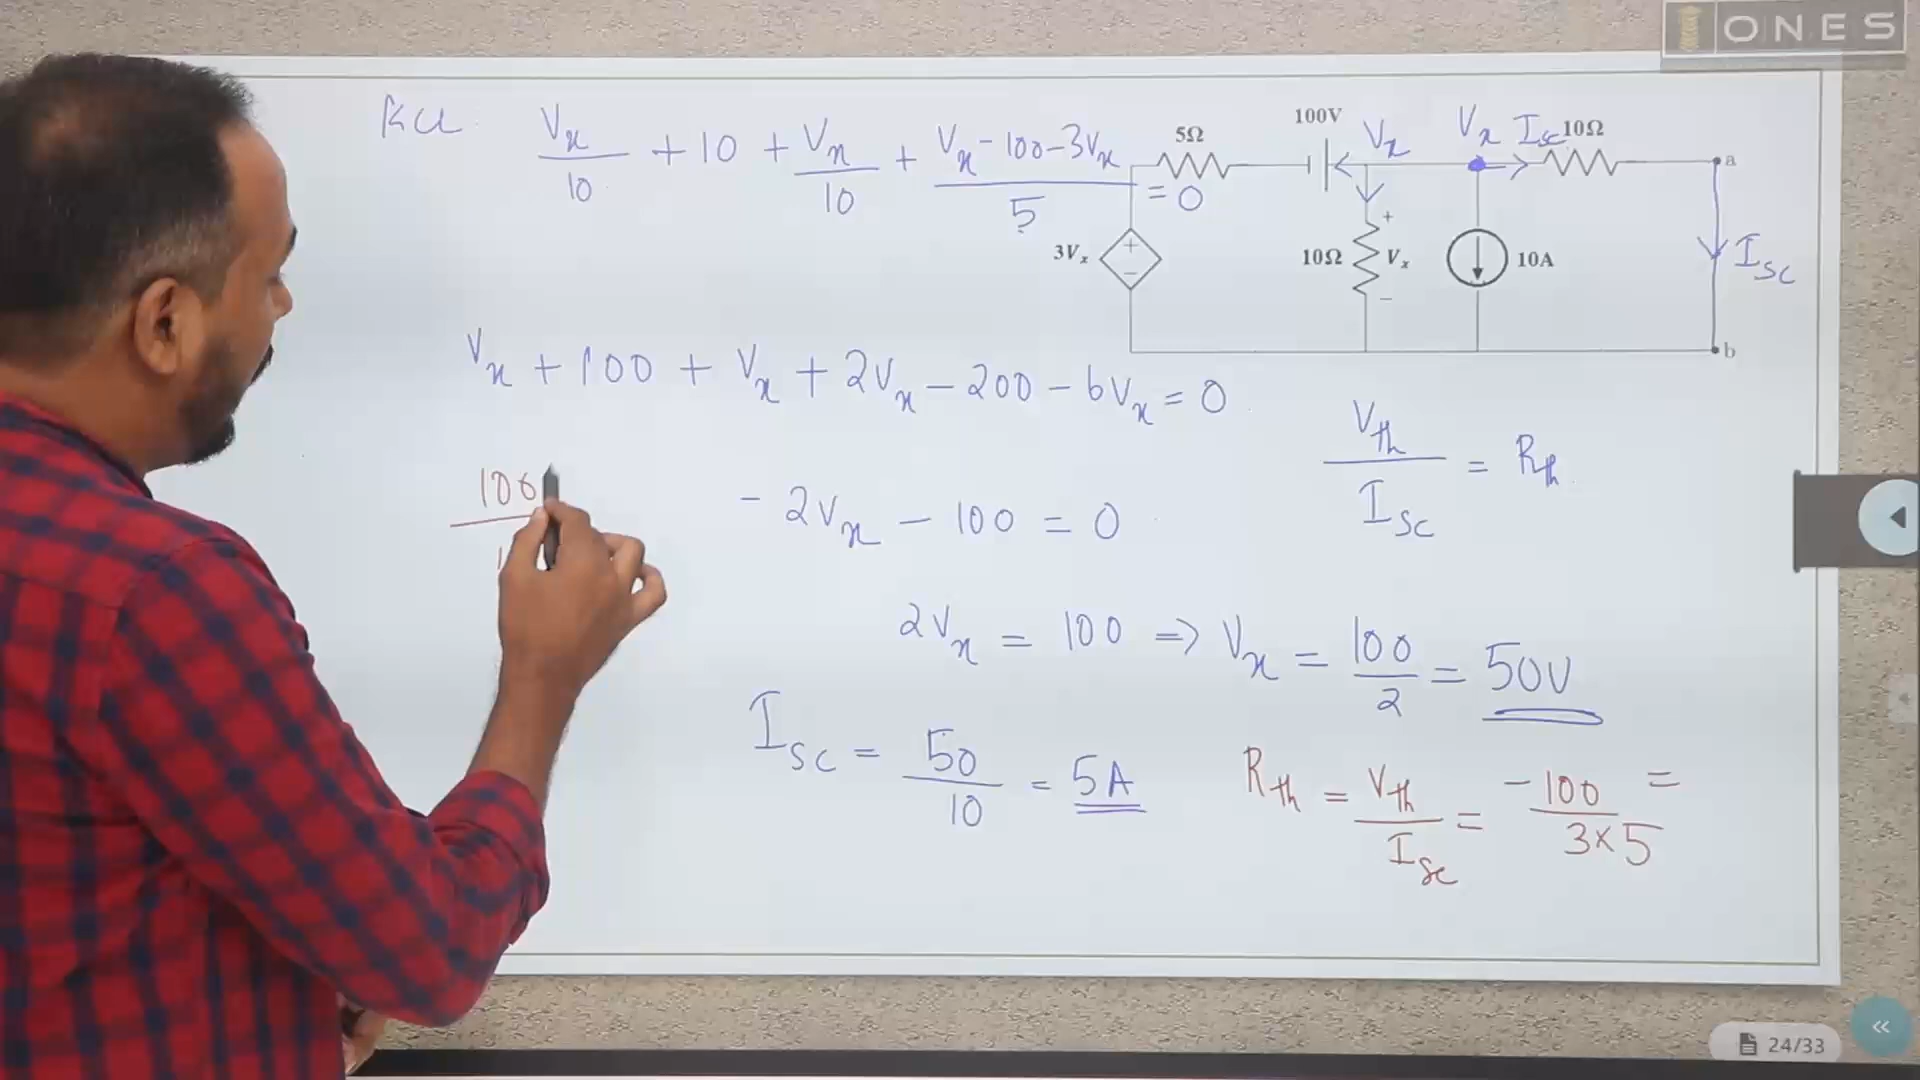 ONES
KCL Vx/10 + 10 + Vx/10 + (Vx - 100 - 3Vx)/5 = 0
5Ω
100V
Vx
Vx
Isc
10Ω
a
3Vx
+
−
10Ω
+
Vx
−
10A
Isc
b
Vx + 100 + Vx + 2Vx − 200 − 6Vx = 0
Vth/Isc = Rth
100
- 2Vx − 100 = 0
2Vx = 100 ⇒ Vx = 100/2 = 50V
Isc = 50/10 = 5A
Rth = Vth/Isc = -100/(3×5) =
24/33